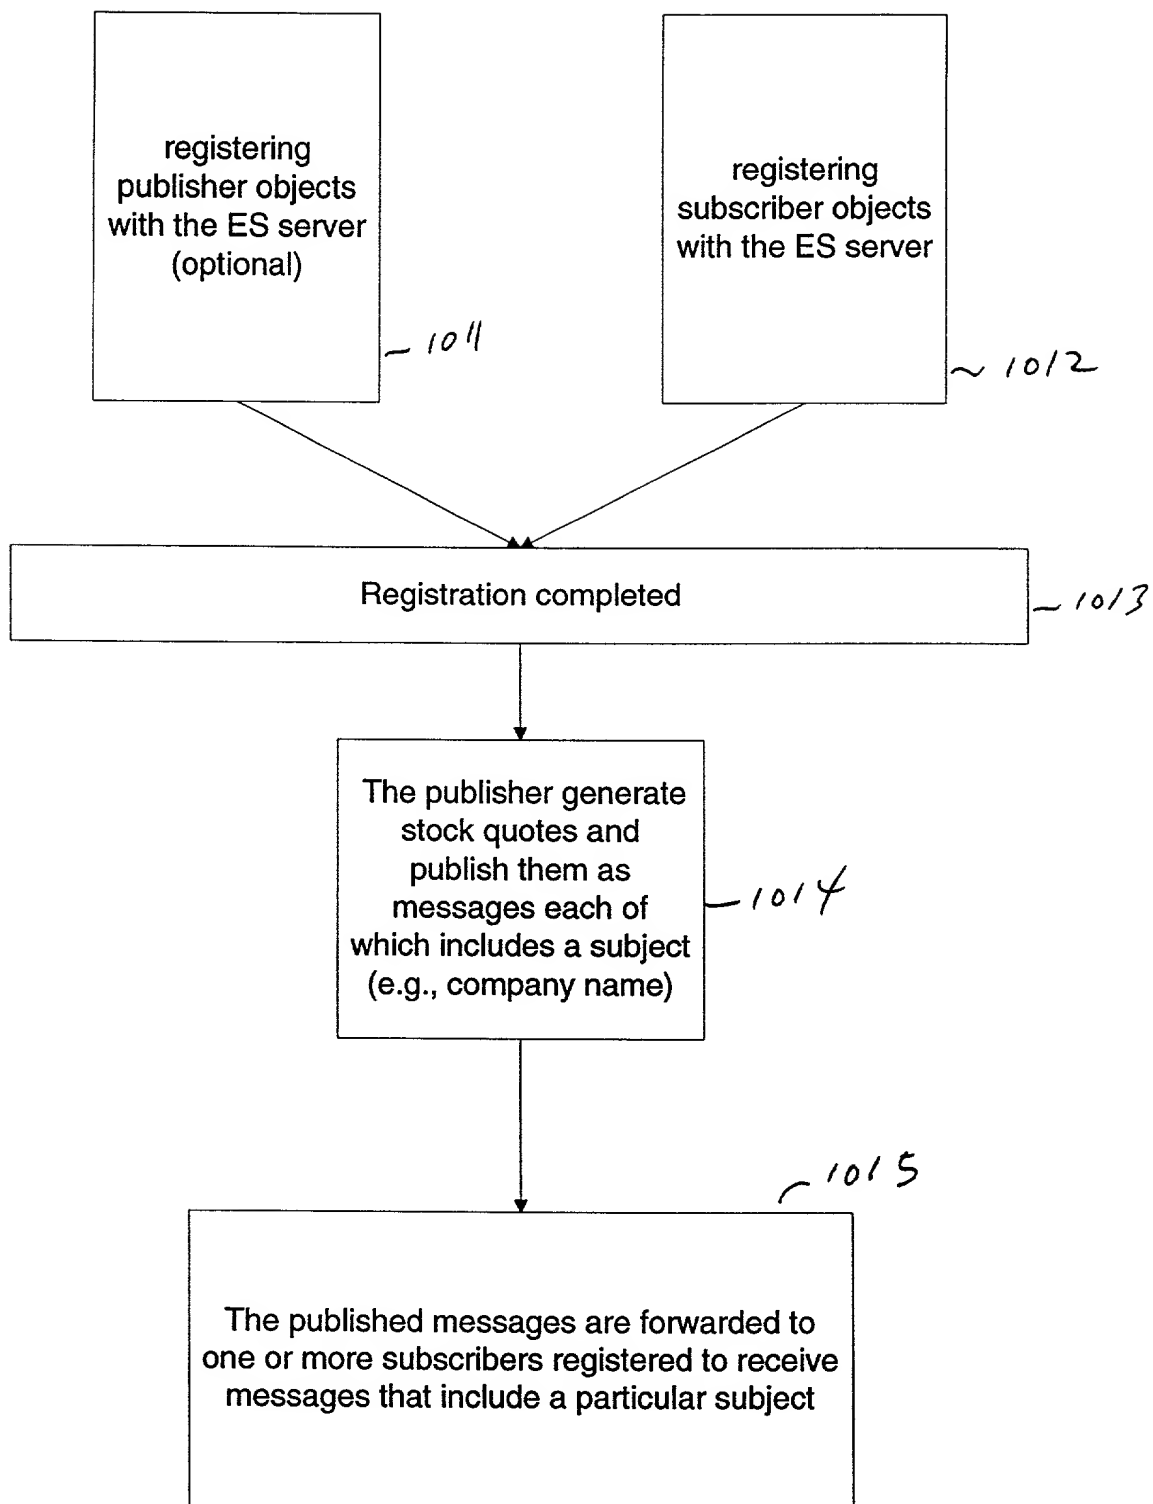 registering
publisher objects
with the ES server
(optional)
1011
registering
subscriber objects
with the ES server
1012
Registration completed
1013
The publisher generate
stock quotes and
publish them as
messages each of
which includes a subject
(e.g., company name)
1014
1015
The published messages are forwarded to
one or more subscribers registered to receive
messages that include a particular subject